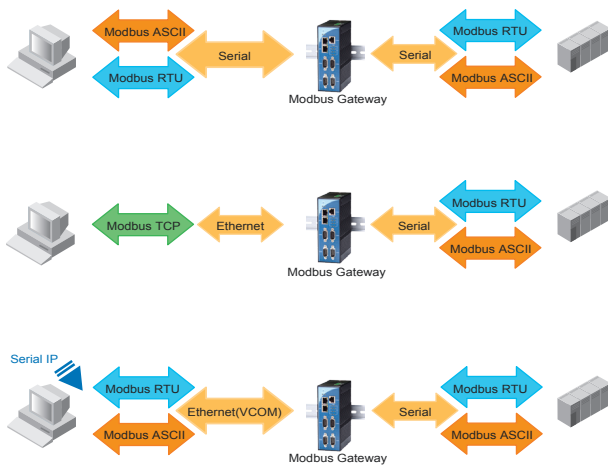 Modbus ASCII
Modbus RTU
Serial
Modbus Gateway
Serial
Modbus RTU
Modbus ASCII
Modbus TCP
Ethernet
Modbus Gateway
Serial
Modbus RTU
Modbus ASCII
Serial IP
Modbus RTU
Modbus ASCII
Ethernet(VCOM)
Modbus Gateway
Serial
Modbus RTU
Modbus ASCII